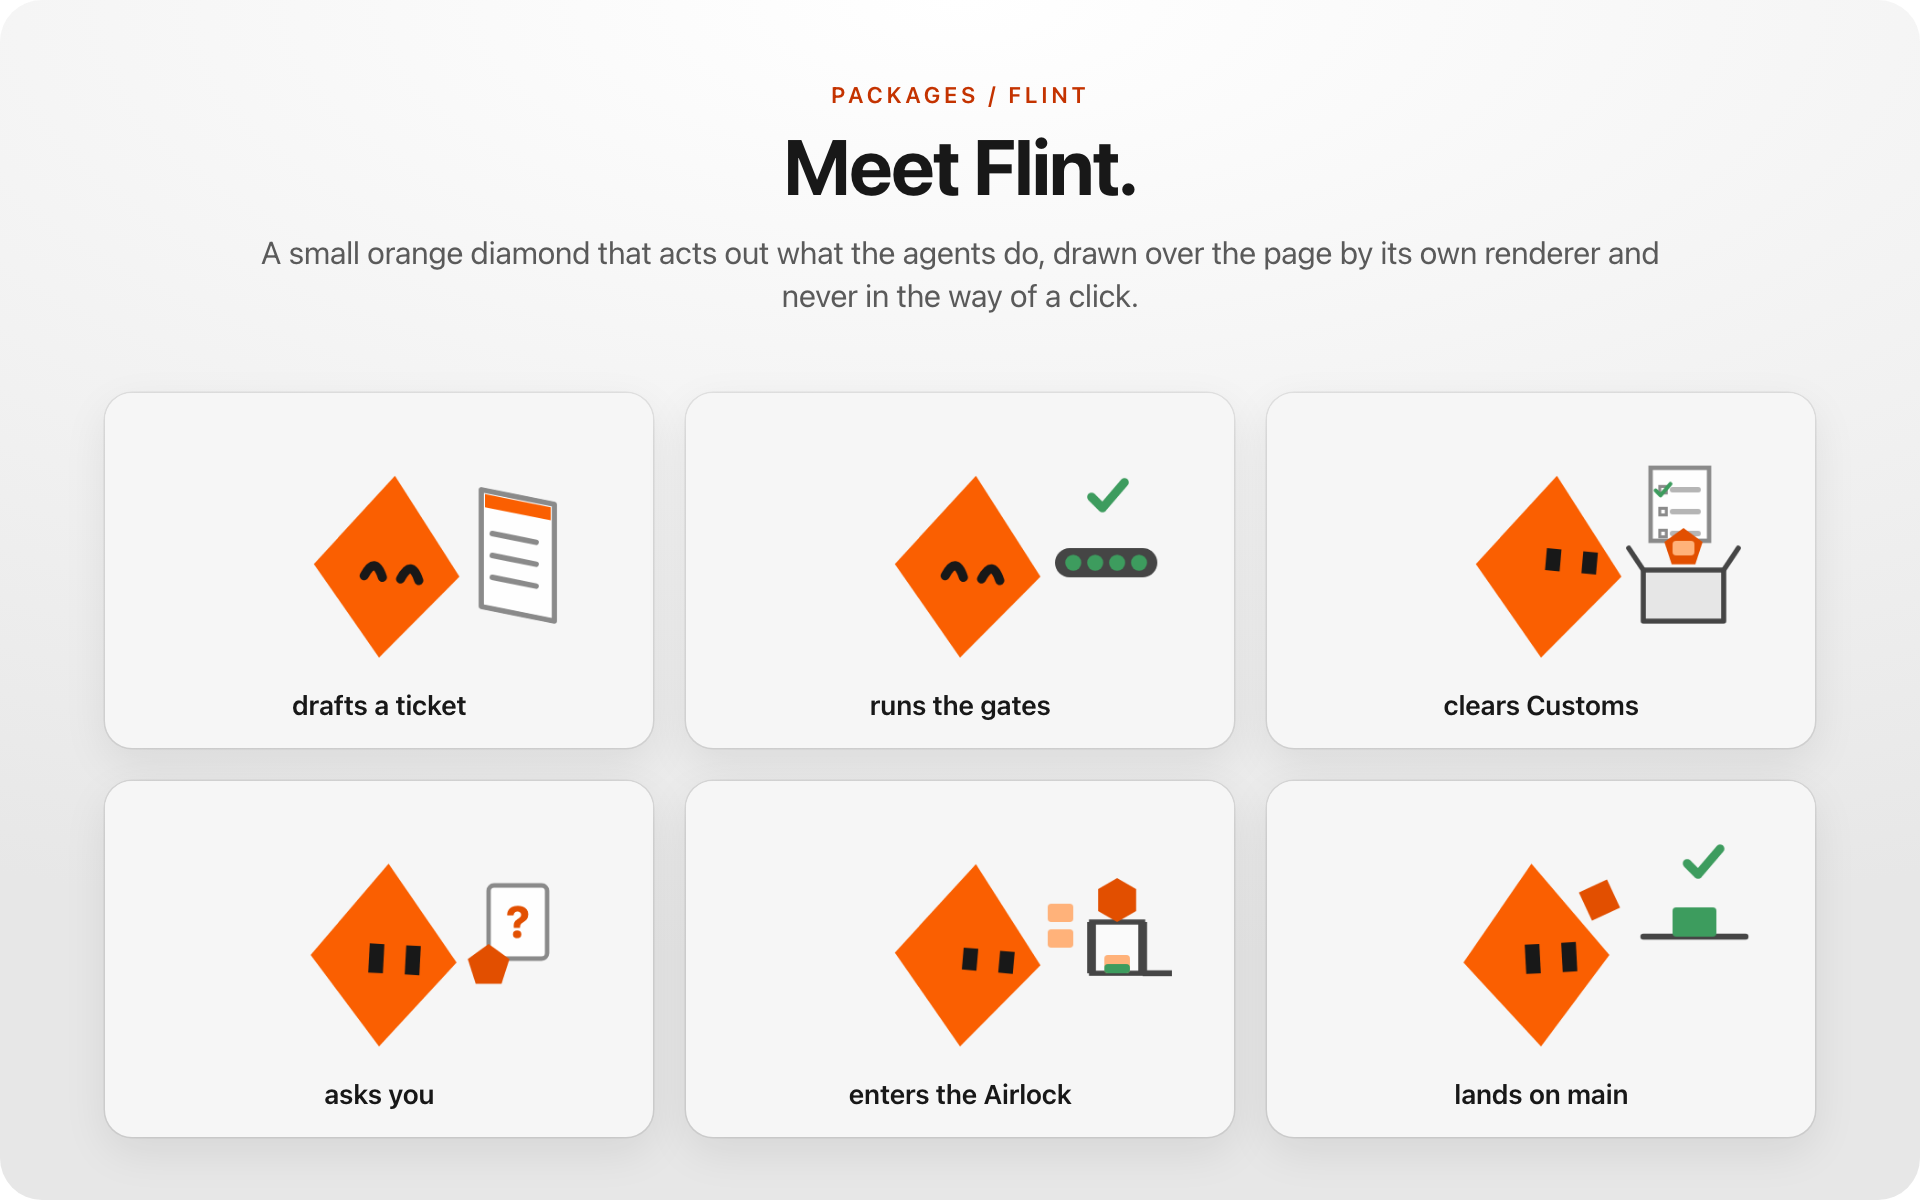 PACKAGES / FLINT
Meet Flint.
A small orange diamond that acts out what the agents do, drawn over the page by its own renderer and
never in the way of a click.
drafts a ticket
runs the gates
clears Customs
?
asks you
enters the Airlock
lands on main